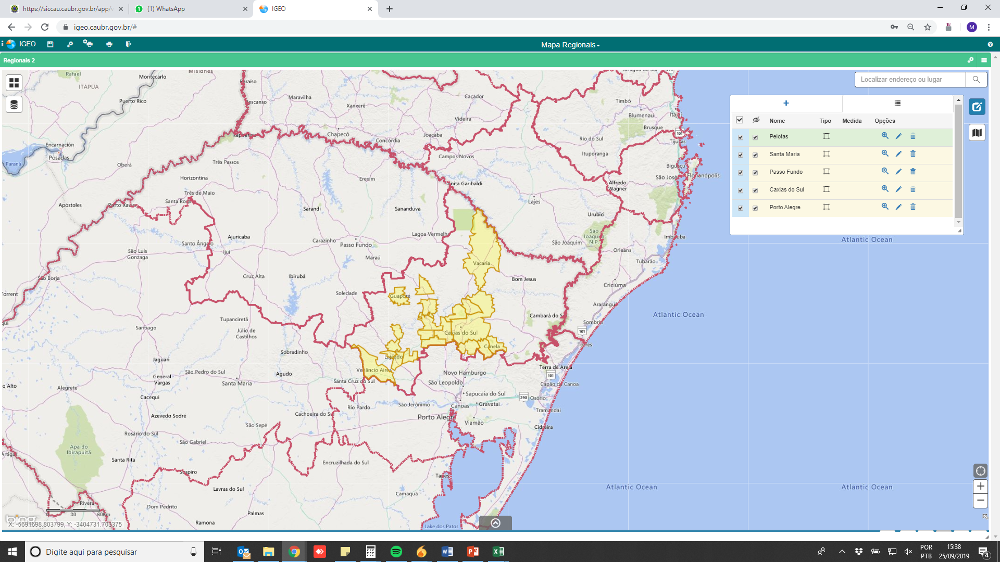 https://siccau.caubr.gov.br/app/
(1) WhatsApp
IGEO
igeo.caubr.gov.br/#
M
IGEO
Mapa Regionais
Regionais 2
Localizar endereço ou lugar
Nome Tipo Medida Opções
Pelotas
Santa Maria
Passo Fundo
Caxias do Sul
Porto Alegre
Rafael
ITAPÚA
Misiones
Montecarlo
Puerto Rico
Paraíso
Maravilha
Xanxerê
Caçador
Videira
Timbó
Blumenau
Itajaí
Brusque
Rio do Sul
Tijucas
101
Ituporanga
Chapecó
Concórdia
Joaçaba
Campos Novos
Encarnación
Posadas
Paraná
Oberá
Três Passos
Horizontina
Erexim
Anita Garibaldi
Alfredo
Wagner
São José
Florianópolis
Apóstoles
Porto Xavier
Três de Maio
Sarandi
Sananduva
Lajes
Urubici
Ajuricaba
Santo Ângelo
Ijuí
Carazinho
Passo Fundo
Lagoa Vermelha
São Joaquim
Sao
Joaquim
N.P.
Imbituba
Orleans
Tubarão
Atlantic Ocean
São Luís
Gonzaga
Maraú
Vacaria
Bom Jesus
São Borja
Cruz Alta
Ibirubá
Soledade
Guaporé
Criciúma
Araranguá
Cambará do S
Sombrio
101
Torres
Atlantic Ocean
Tupanciretã
Júlio de
Castilhos
Santiago
Sobradinho
Caxias do Sul
Canela
Lajeado
Jaguari
General
Vargas
São Pedro do Sul
Santa Maria
Agudo
Venâncio Aires
Santa Cruz do Sul
Novo Hamburgo
São Leopoldo
Sapucaia do Sul
Terra de Areia
101
Capão da Canoa
290
Osório
Alegrete
Cacequi
Azevedo Sodré
Rio Pardo
São Jerônimo
Canoas
Gravataí
Tramandaí
Cachoeira do Sul
Porto Alegre
Viamão
Cidreira
Rosário do Sul
São Sepé
São Gabriel
Apa do
Ibirapuitã
Artigas
Santa Rita
Encruzilhada do Sul
Tapes
Lavras do Sul
Camaquã
Atlantic Ocean
Atlantic Ocean
Rivera
Dom Pedrito
Palmas
Ramona
Lake dos Patos
0 30 60km
bing
X: -5691698.803799, Y: -3404731.703375
Digite aqui para pesquisar
POR
PTB
15:38
25/09/2019
4